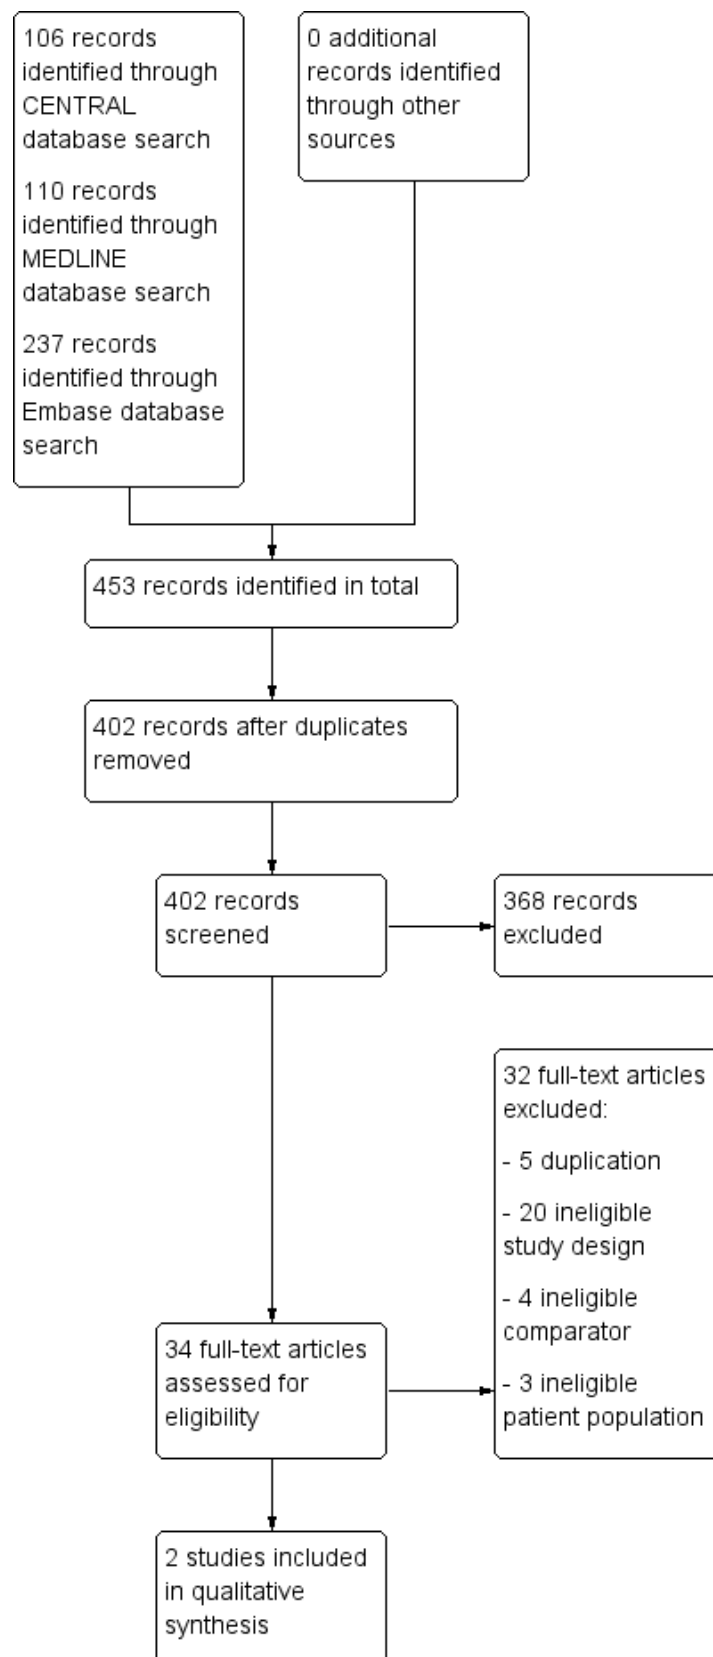 106 records
identified through
CENTRAL
database search
110 records
identified through
MEDLINE
database search
237 records
identified through
Embase database
search
0 additional
records identified
through other
sources
453 records identified in total
402 records after duplicates
removed
402 records
screened
368 records
excluded
32 full-text articles
excluded:
- 5 duplication
- 20 ineligible
study design
- 4 ineligible
comparator
- 3 ineligible
patient population
34 full-text articles
assessed for
eligibility
2 studies included
in qualitative
synthesis